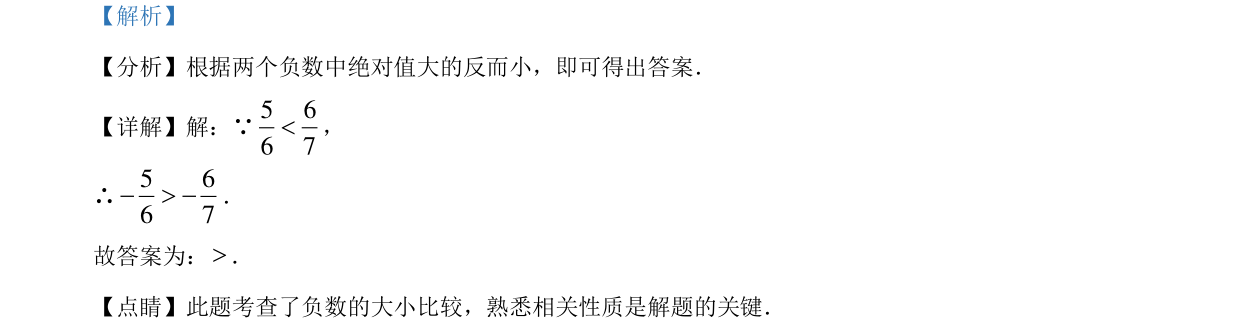 【解析】
【分析】根据两个负数中绝对值大的反而小，即可得出答案．
【详解】解：∵ 5/6 < 6/7，
∴ −5/6 > −6/7．
故答案为：>．
【点睛】此题考查了负数的大小比较，熟悉相关性质是解题的关键．